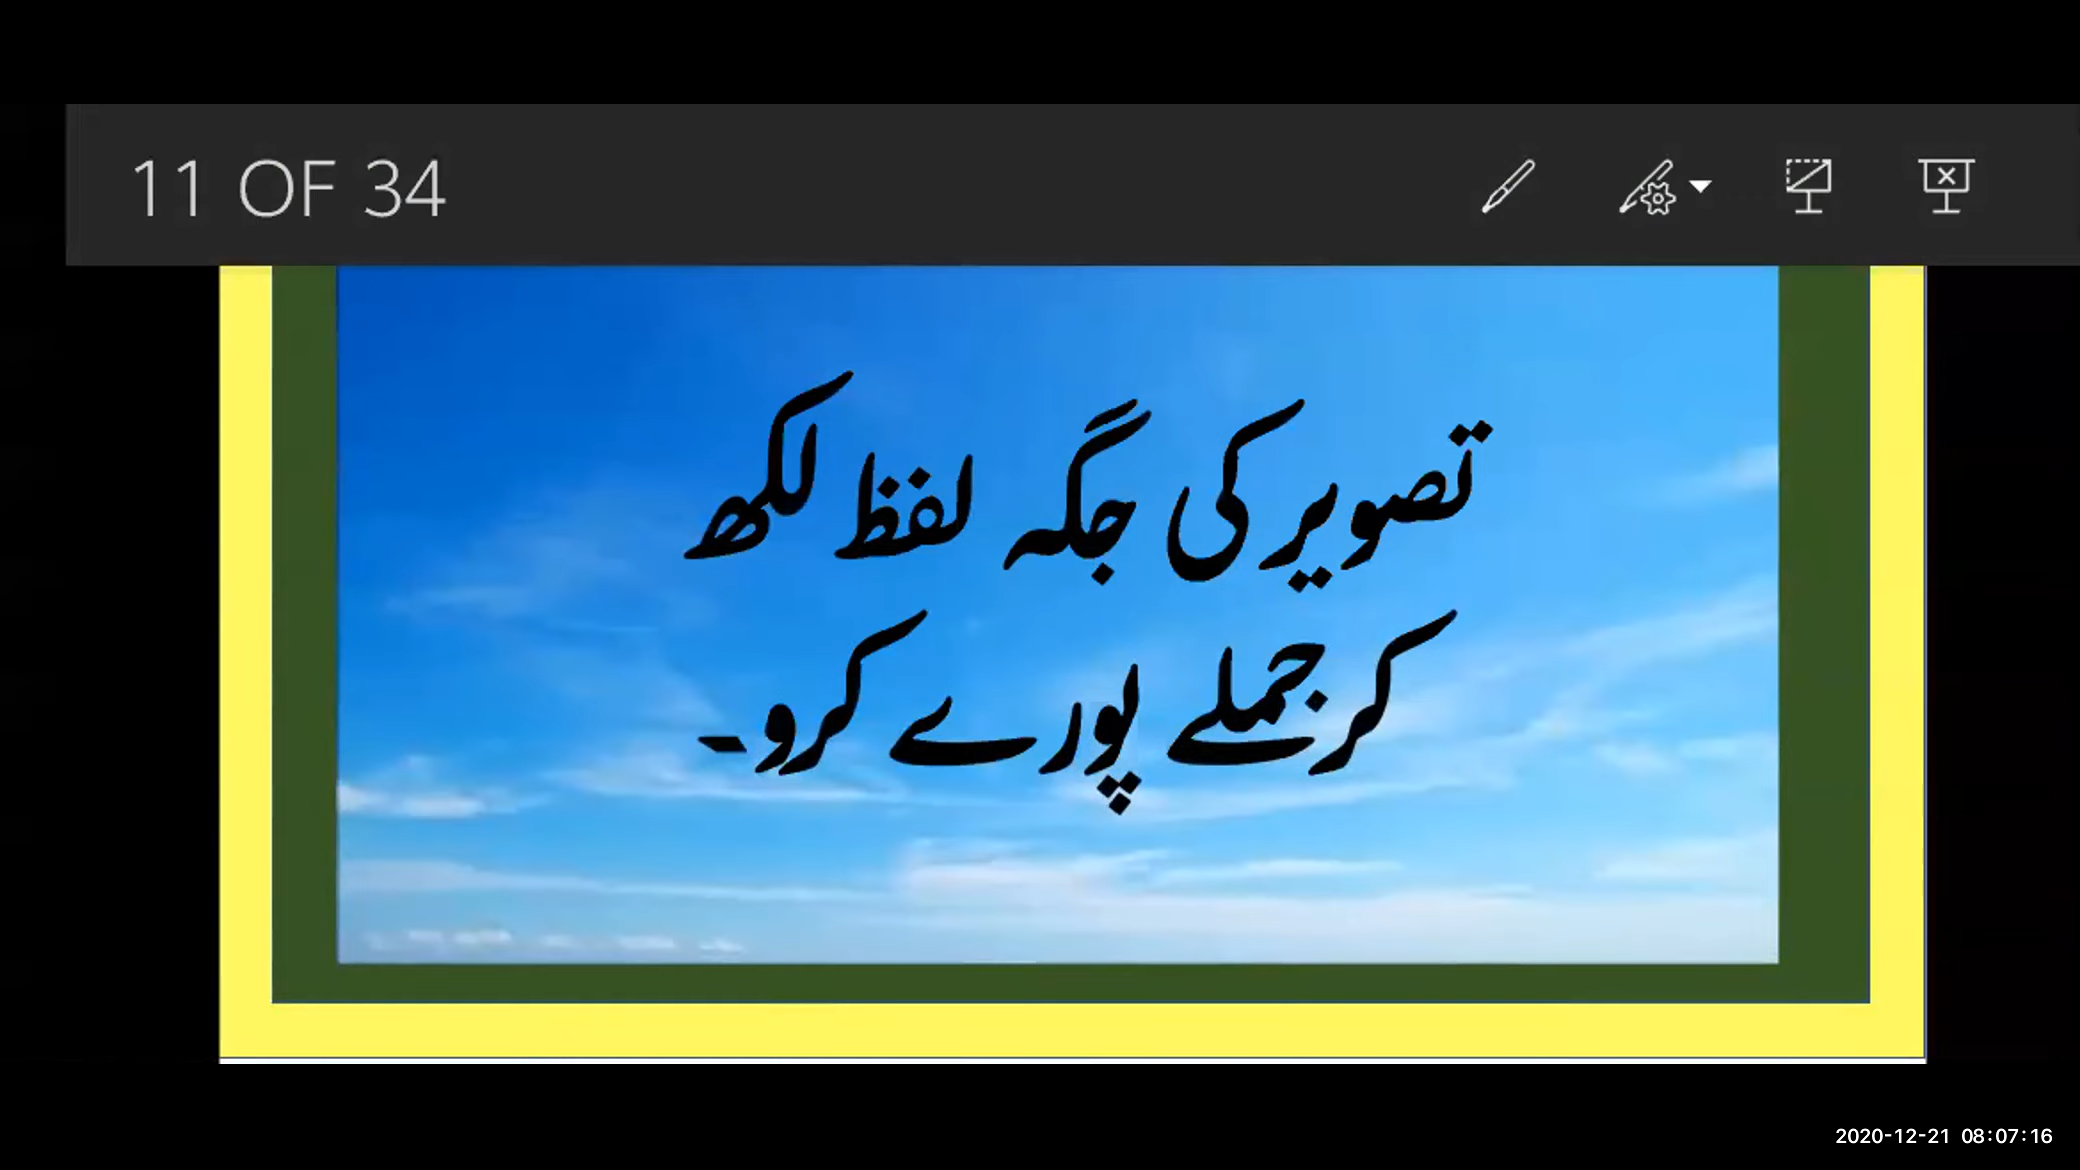 11 OF 34
تصویر کی جگہ لفظ لکھ
کر جملے پورے کرو۔
2020-12-21 08:07:16